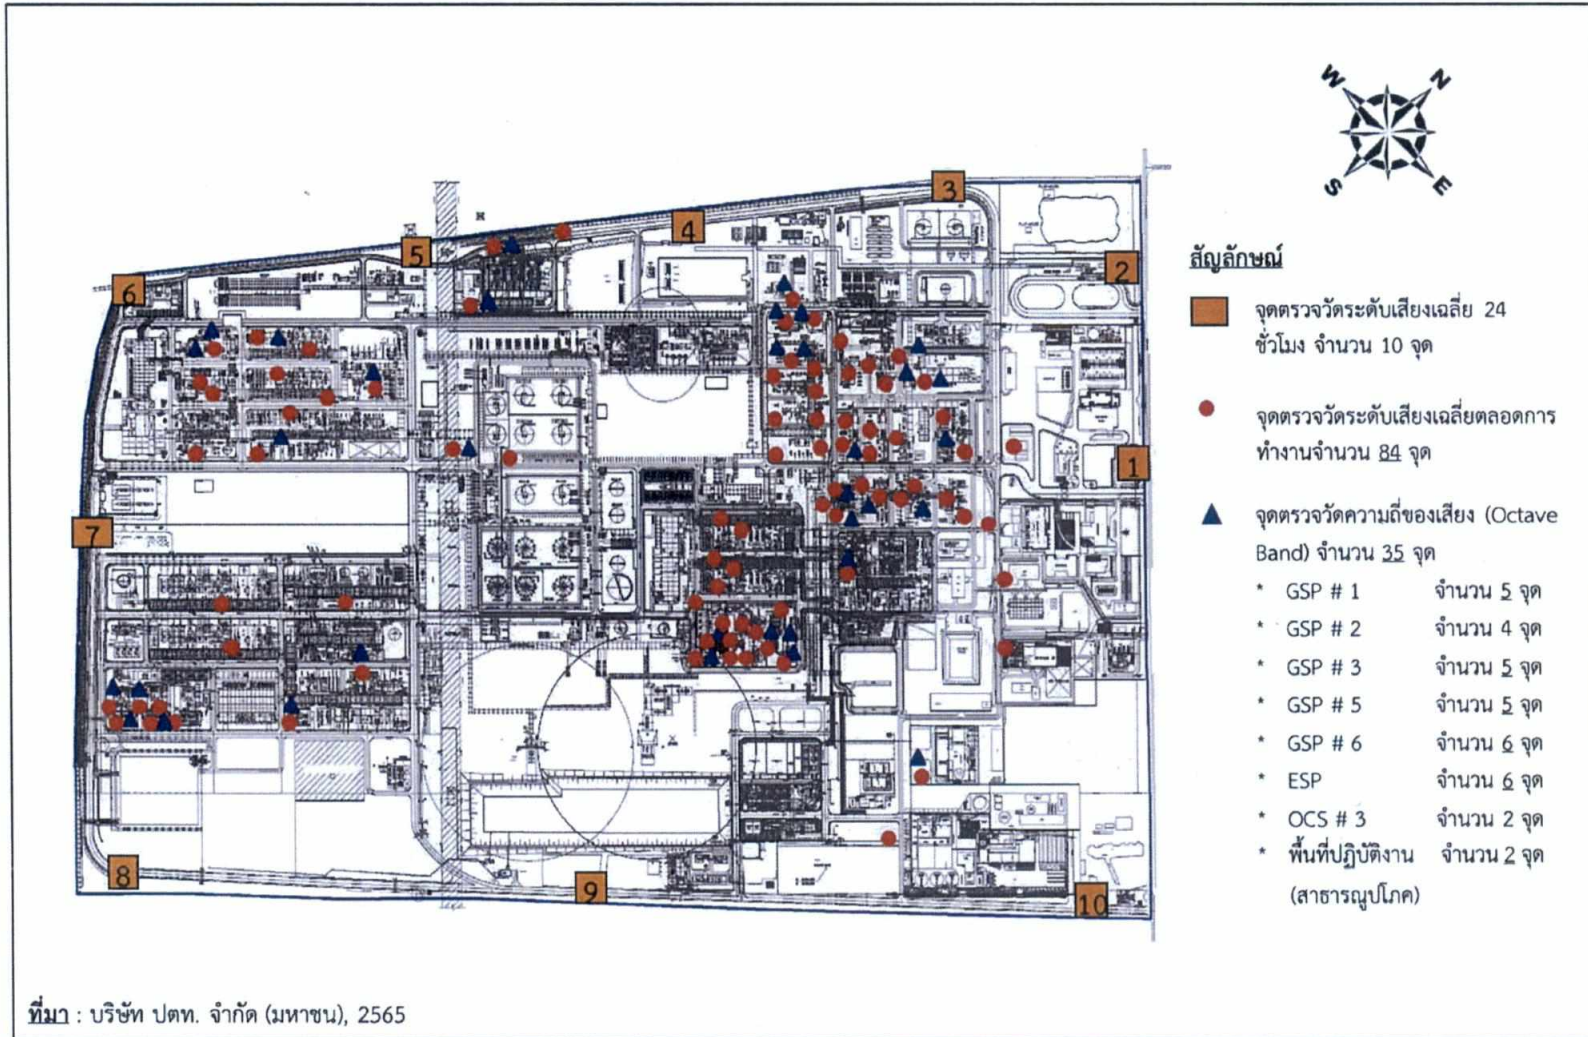 W N
S E
3
4
5
2
6
1
7
8
9
10
สัญลักษณ์
จุดตรวจวัดระดับเสียงเฉลี่ย 24
ชั่วโมง จำนวน 10 จุด
จุดตรวจวัดระดับเสียงเฉลี่ยตลอดการ
ทำงานจำนวน 84 จุด
จุดตรวจวัดความถี่ของเสียง (Octave
Band) จำนวน 35 จุด
* GSP # 1 จำนวน 5 จุด
* GSP # 2 จำนวน 4 จุด
* GSP # 3 จำนวน 5 จุด
* GSP # 5 จำนวน 5 จุด
* GSP # 6 จำนวน 6 จุด
* ESP จำนวน 6 จุด
* OCS # 3 จำนวน 2 จุด
* พื้นที่ปฏิบัติงาน จำนวน 2 จุด
(สาธารณูปโภค)
ที่มา : บริษัท ปตท. จำกัด (มหาชน), 2565